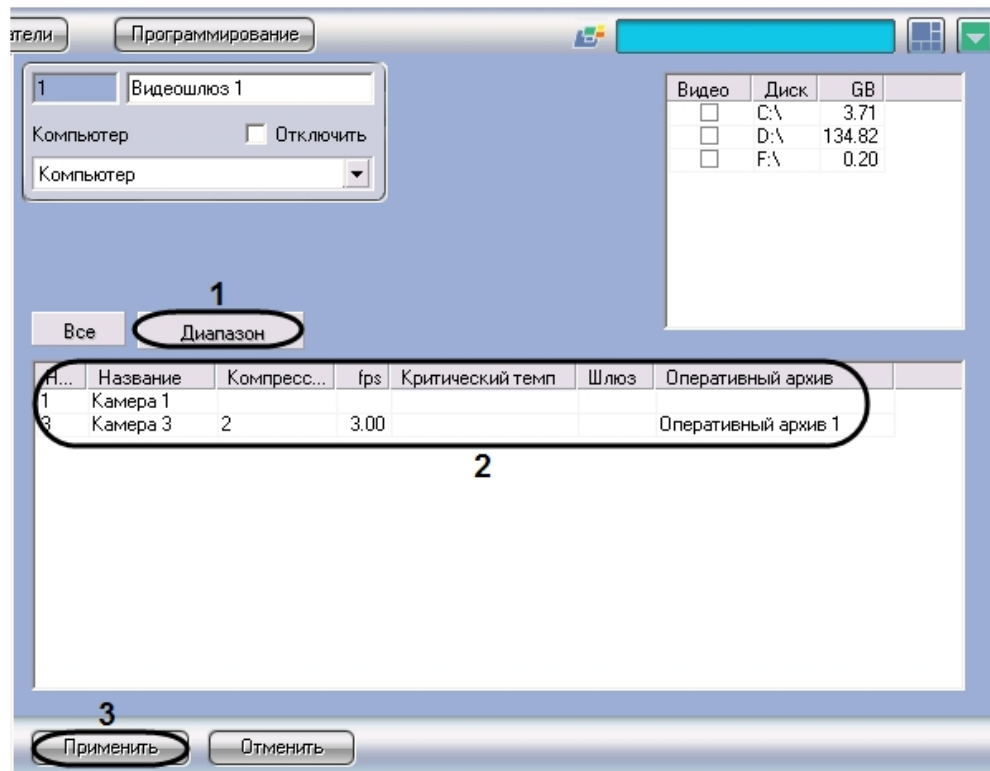 атели Программирование
1 Видеошлюз 1
Компьютер Отключить
Компьютер
Видео Диск GB
C:\ 3.71
D:\ 134.82
F:\ 0.20
1
Все Диапазон
Н... Название Компресс... fps Критический темп Шлюз Оперативный архив
1 Камера 1
3 Камера 3 2 3.00 Оперативный архив 1
2
3
Применить Отменить